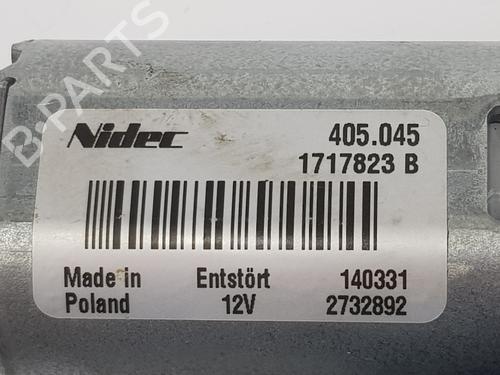 B-PARTS
Nidec 405.045
1717823 B
Made in Entstört 140331
Poland 12V 2732892